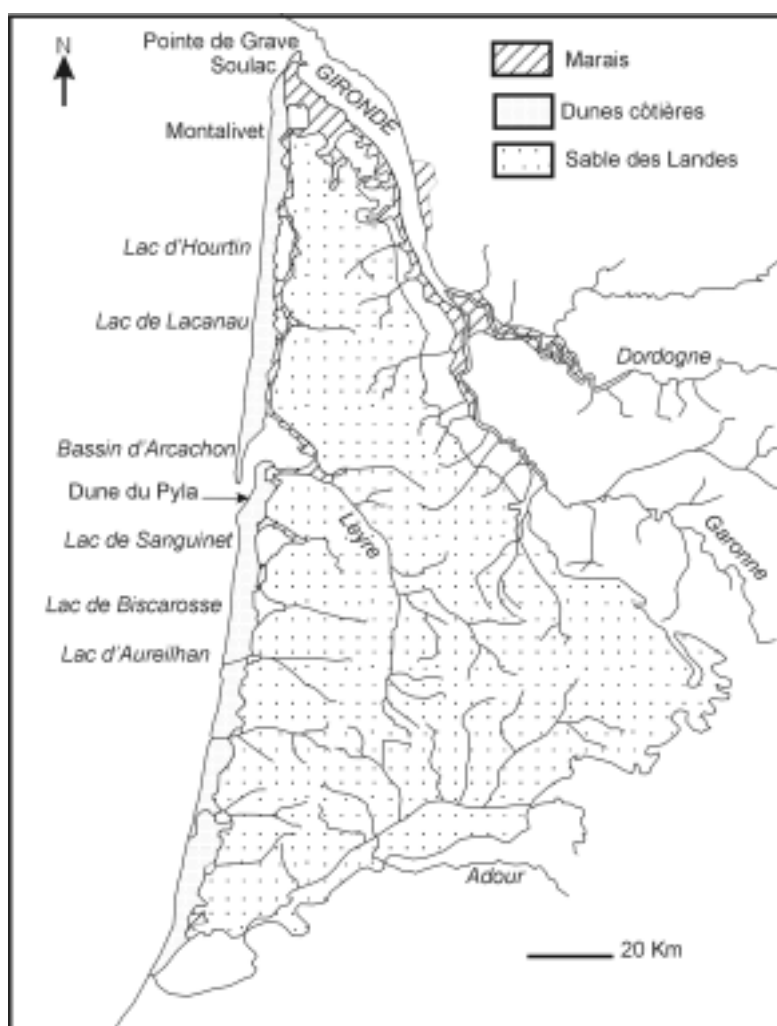 N
Pointe de Grave
Soulac
GIRONDE
Marais
Montalivet
Dunes côtières
Sable des Landes
Lac d'Hourtin
Lac de Lacanau
Dordogne
Bassin d'Arcachon
Dune du Pyla
Leyre
Garonne
Lac de Sanguinet
Lac de Biscarosse
Lac d'Aureilhan
Adour
20 Km